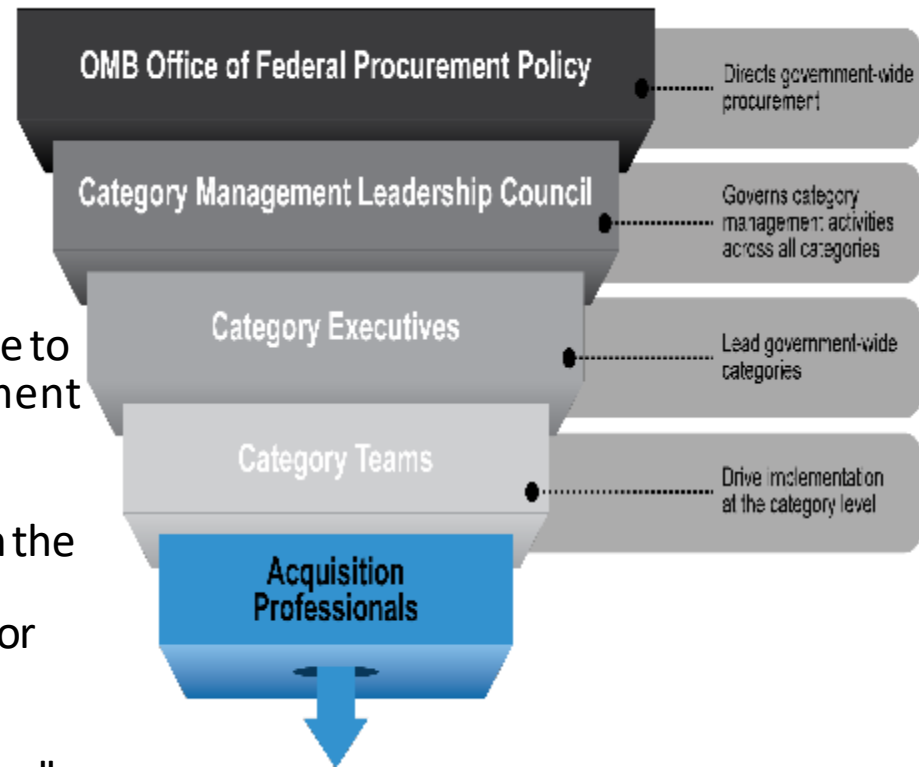 OMB Office of Federal Procurement Policy
Directs government-wide
procurement
Category Management Leadership Council
Governs category
management activities
across all categories
Category Executives
Lead government-wide
categories
e to
ment
Category Teams
Drive implementation
at the category level
n the
or
Acquisition
Professionals